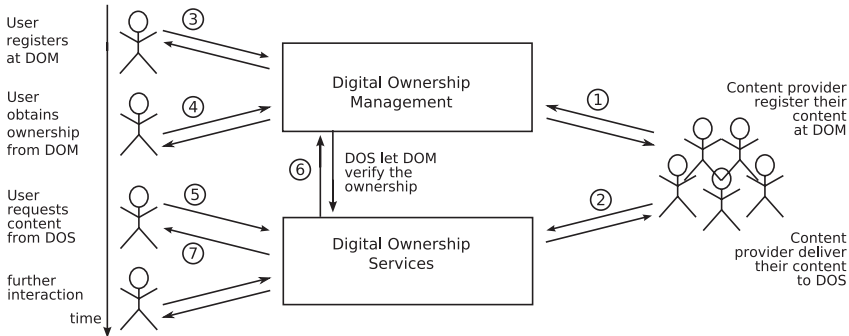 User
registers
at DOM
3
User
obtains
ownership
from DOM
4
User
requests
content
from DOS
5
7
further
interaction
time
Digital Ownership
Management
6
DOS let DOM
verify the
ownership
Digital Ownership
Services
1
2
Content provider
register their
content
at DOM
Content
provider deliver
their content
to DOS